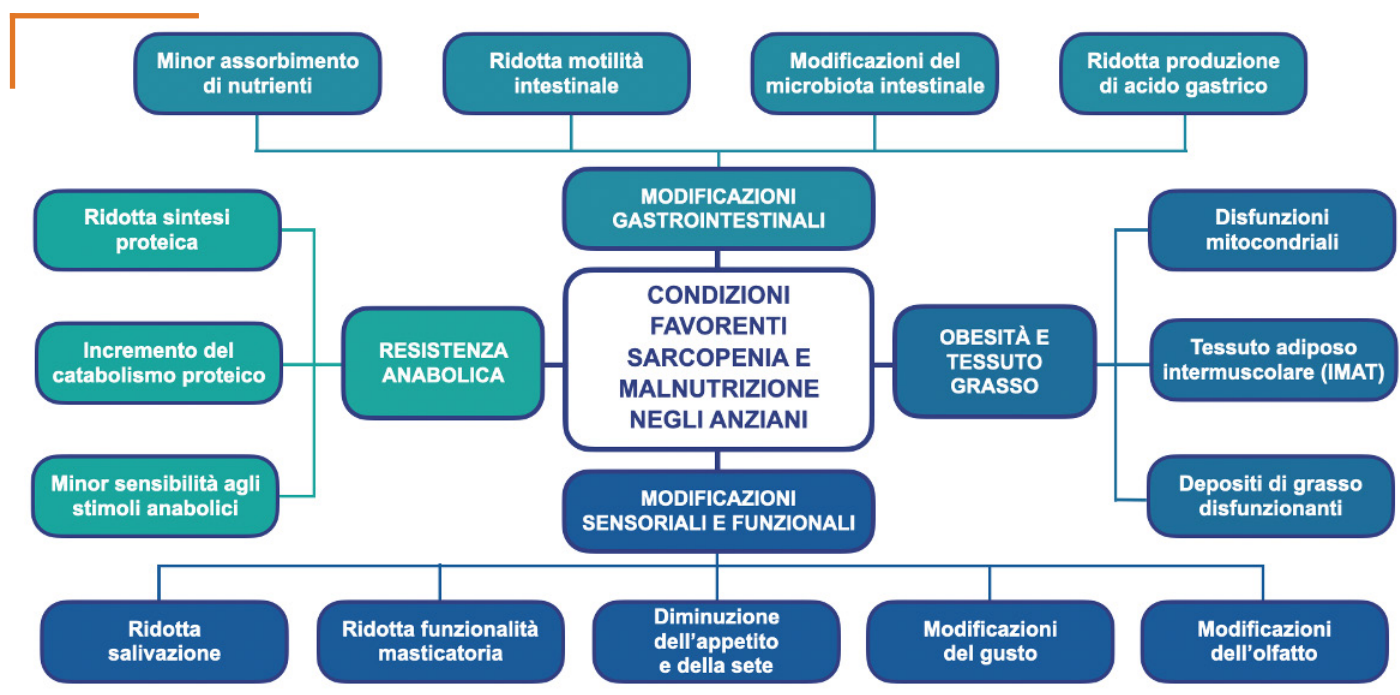 Minor assorbimento
di nutrienti
Ridotta motilità
intestinale
Modificazioni del
microbiota intestinale
Ridotta produzione
di acido gastrico
MODIFICAZIONI
GASTROINTESTINALI
Ridotta sintesi
proteica
Incremento del
catabolismo proteico
Minor sensibilità agli
stimoli anabolici
RESISTENZA
ANABOLICA
CONDIZIONI
FAVORENTI
SARCOPENIA E
MALNUTRIZIONE
NEGLI ANZIANI
OBESITÀ E
TESSUTO
GRASSO
Disfunzioni
mitocondriali
Tessuto adiposo
intermuscolare (IMAT)
Depositi di grasso
disfunzionanti
MODIFICAZIONI
SENSORIALI E FUNZIONALI
Ridotta
salivazione
Ridotta funzionalità
masticatoria
Diminuzione
dell’appetito
e della sete
Modificazioni
del gusto
Modificazioni
dell’olfatto